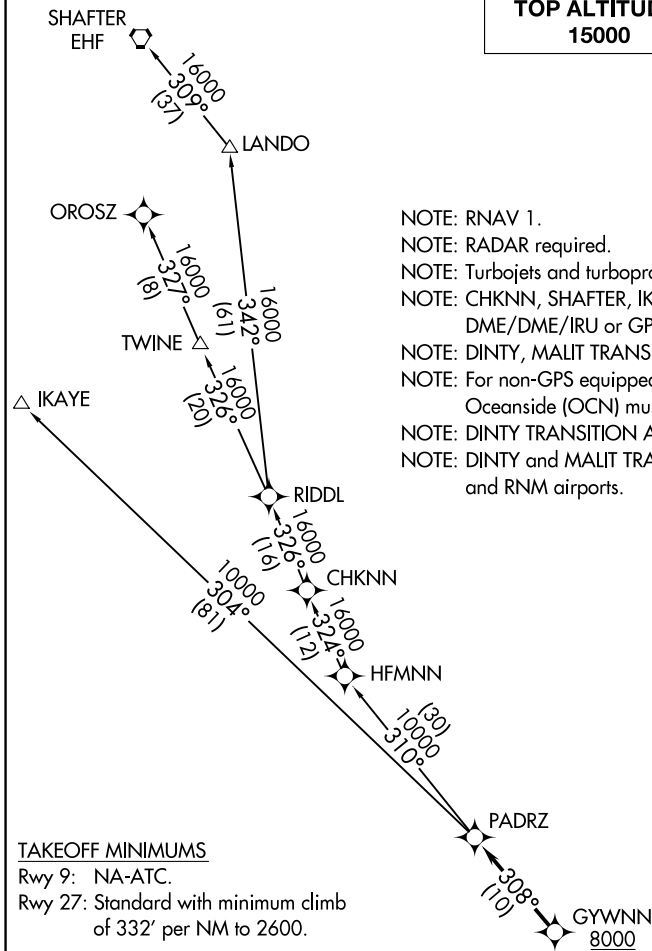 TOP ALTITUD
15000
SHAFTER
EHF
16000
309°
(37)
LANDO
OROSZ
16000
327°
(8)
16000
342°
(61)
TWINE
16000
326°
(20)
IKAYE
RIDDL
16000
326°
(16)
CHKNN
16000
324°
(12)
HFMNN
10000
304°
(81)
(30)
10000
310°
PADRZ
308°
(10)
GYWNN
8000
NOTE: RNAV 1.
NOTE: RADAR required.
NOTE: Turbojets and turbopro
NOTE: CHKNN, SHAFTER, IK
DME/DME/IRU or GP
NOTE: DINTY, MALIT TRANS
NOTE: For non-GPS equipped
Oceanside (OCN) mu
NOTE: DINTY TRANSITION A
NOTE: DINTY and MALIT TRA
and RNM airports.
TAKEOFF MINIMUMS
Rwy 9: NA-ATC.
Rwy 27: Standard with minimum climb
of 332' per NM to 2600.